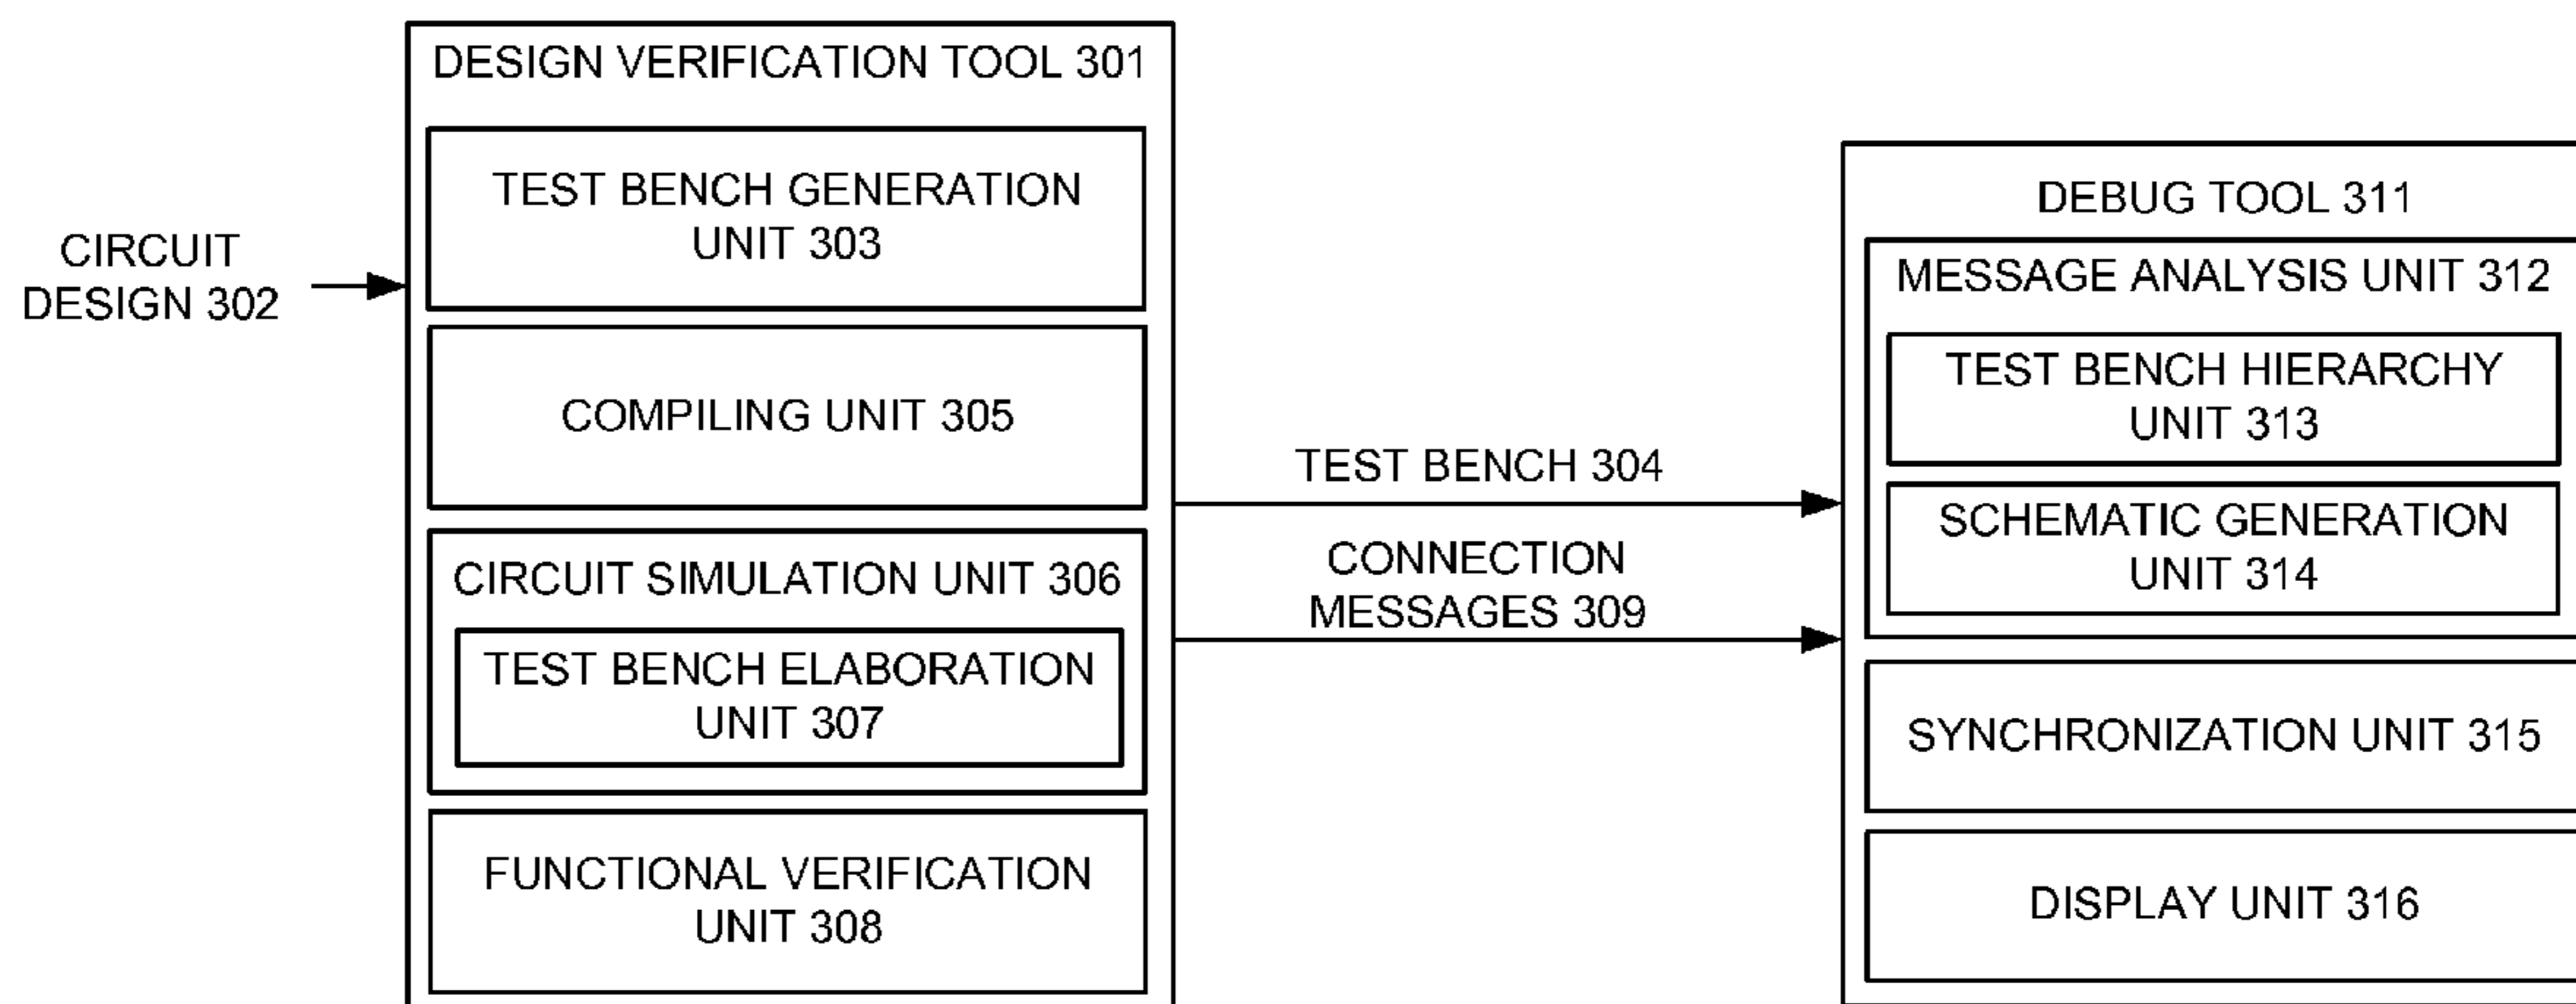 CIRCUIT
DESIGN 302
DESIGN VERIFICATION TOOL 301
TEST BENCH GENERATION
UNIT 303
COMPILING UNIT 305
CIRCUIT SIMULATION UNIT 306
TEST BENCH ELABORATION
UNIT 307
FUNCTIONAL VERIFICATION
UNIT 308
TEST BENCH 304
CONNECTION
MESSAGES 309
DEBUG TOOL 311
MESSAGE ANALYSIS UNIT 312
TEST BENCH HIERARCHY
UNIT 313
SCHEMATIC GENERATION
UNIT 314
SYNCHRONIZATION UNIT 315
DISPLAY UNIT 316